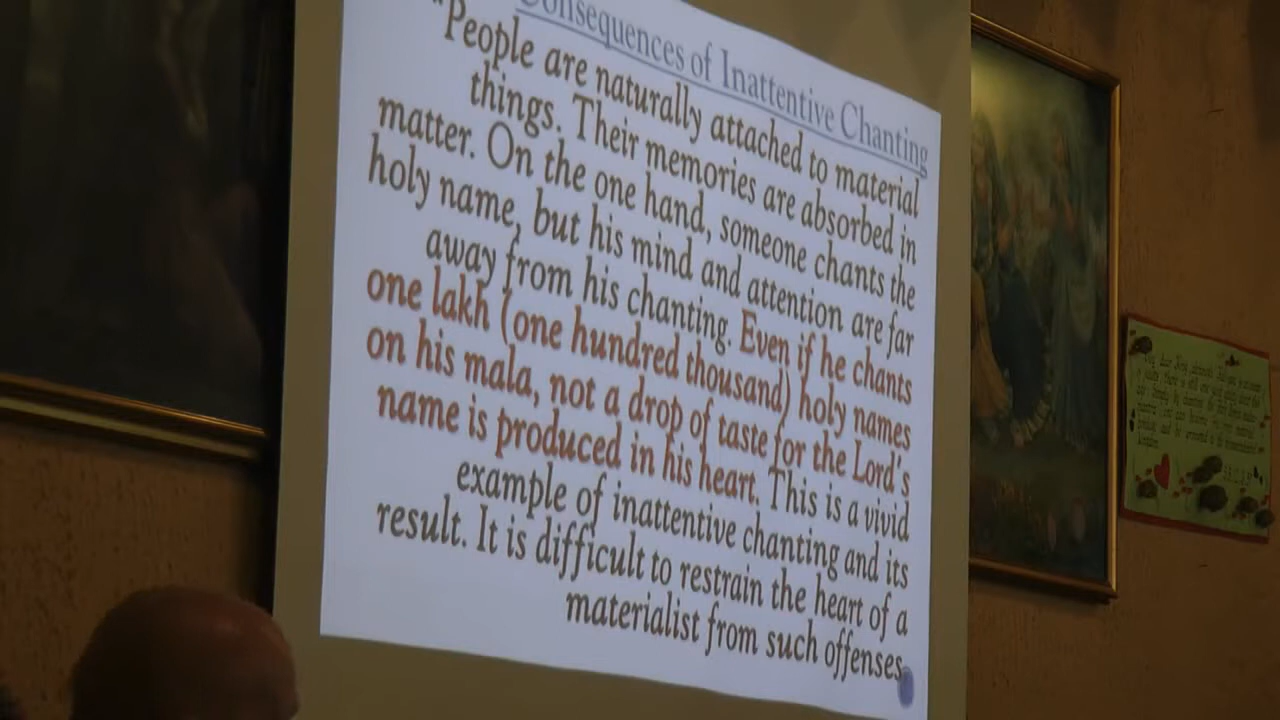 Consequences of Inattentive Chanting
"People are naturally attached to material
things. Their memories are absorbed in
matter. On the one hand, someone chants the
holy name, but his mind and attention are far
away from his chanting. Even if he chants
one lakh (one hundred thousand) holy names
on his mala, not a drop of taste for the Lord's
name is produced in his heart. This is a vivid
example of inattentive chanting and its
result. It is difficult to restrain the heart of a
materialist from such offenses.